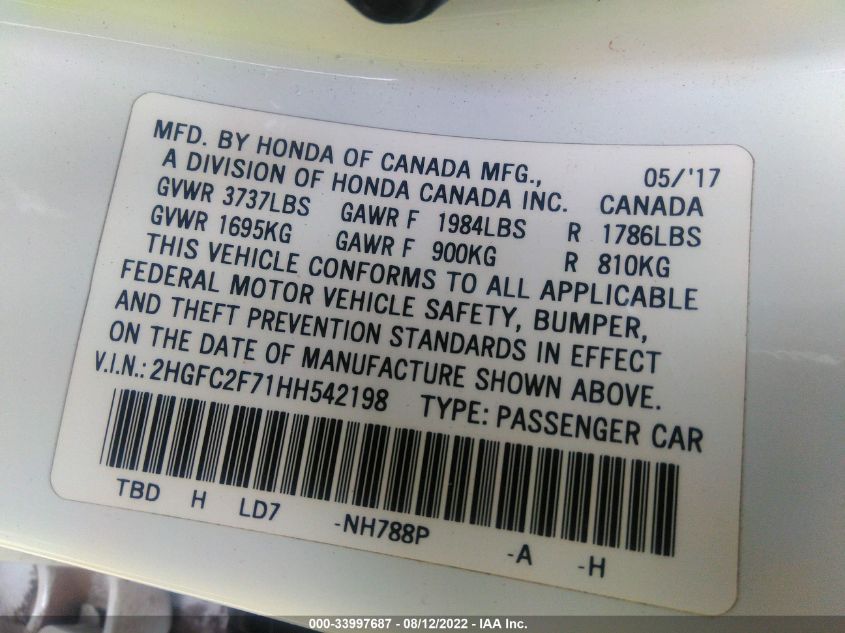 MFD. BY HONDA OF CANADA MFG., 05/'17
A DIVISION OF HONDA CANADA INC. CANADA
GVWR 3737LBS GAWR F 1984LBS R 1786LBS
GVWR 1695KG GAWR F 900KG R 810KG
THIS VEHICLE CONFORMS TO ALL APPLICABLE
FEDERAL MOTOR VEHICLE SAFETY, BUMPER,
AND THEFT PREVENTION STANDARDS IN EFFECT
ON THE DATE OF MANUFACTURE SHOWN ABOVE.
V.I.N.: 2HGFC2F71HH542198 TYPE: PASSENGER CAR
TBD H LD7 -NH788P -A -H
000-33997687 - 08/12/2022 - IAA Inc.